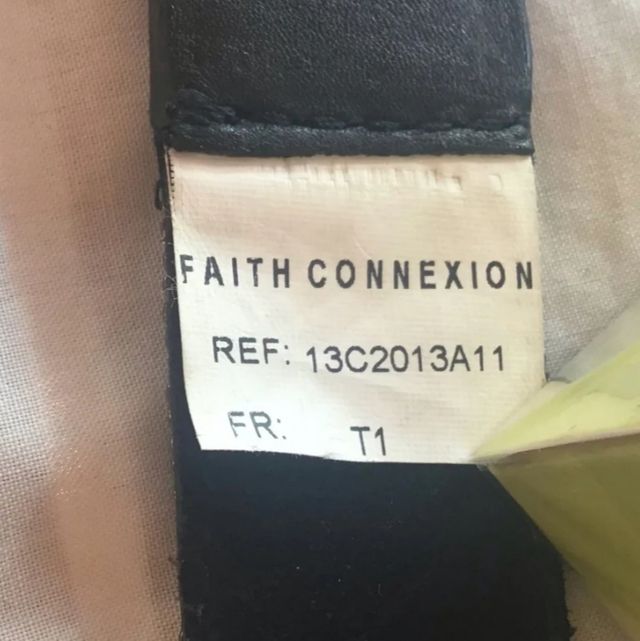 FAITH CONNEXION
REF: 13C2013A11
FR: T1